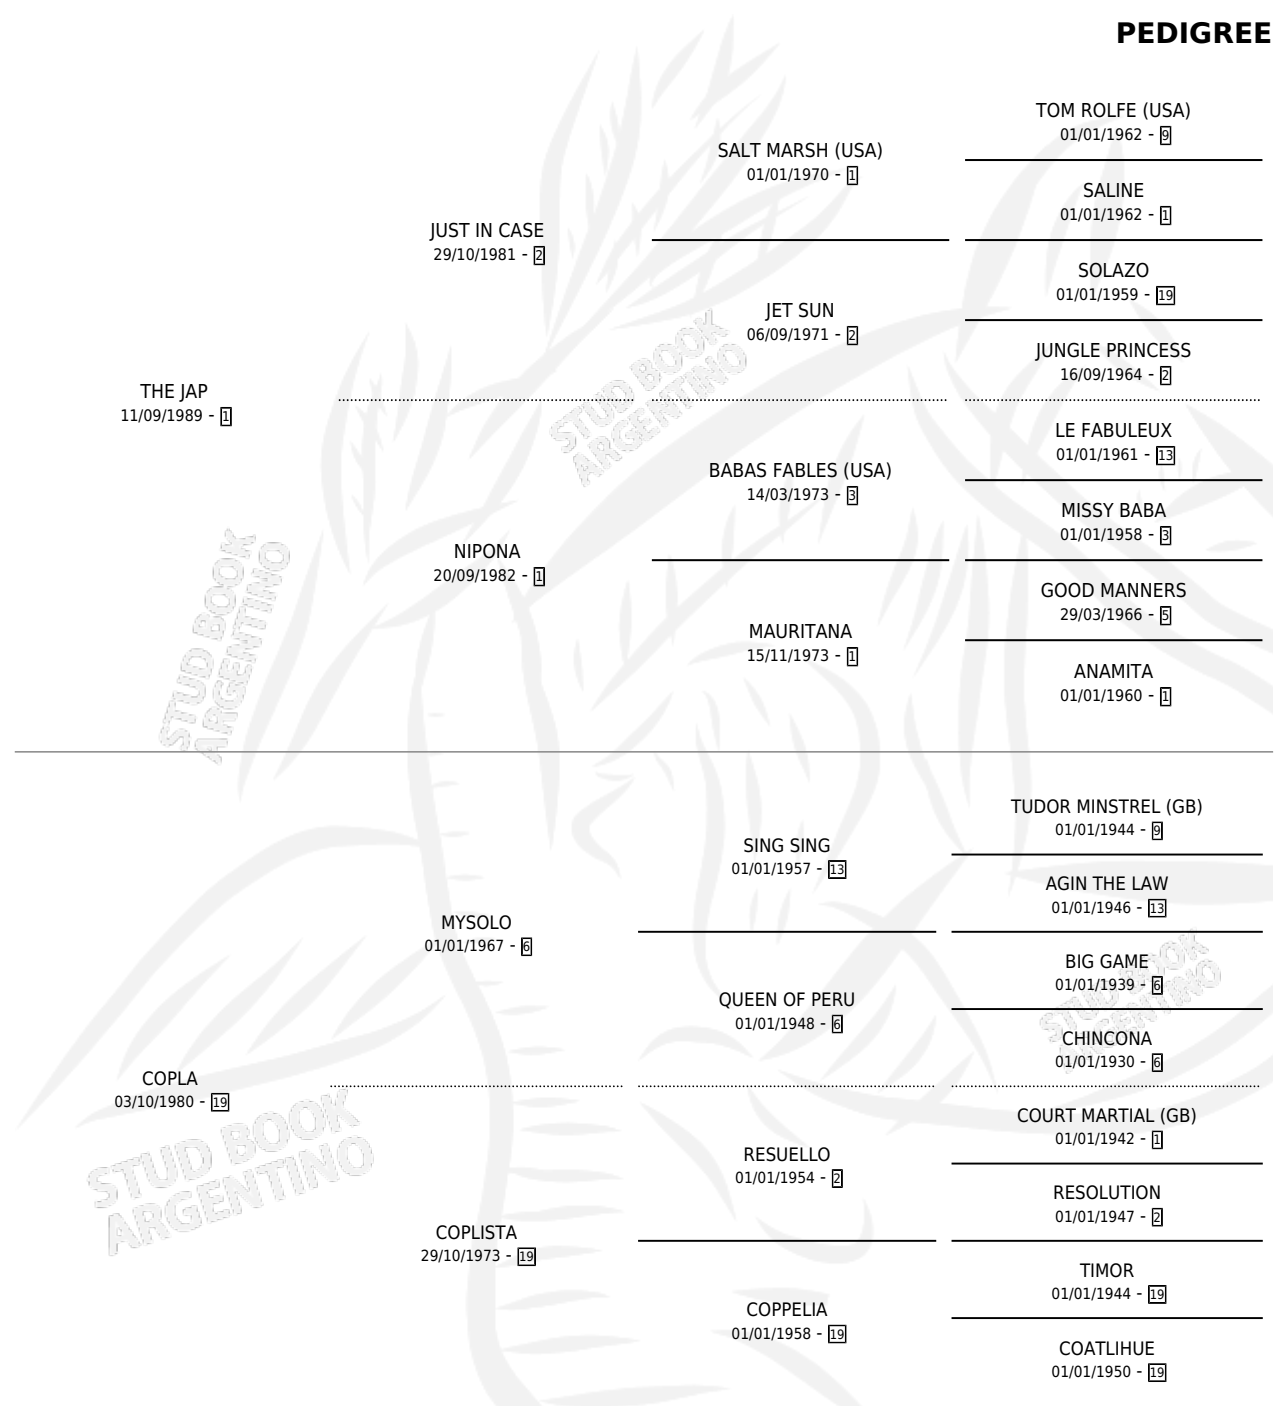 PEDIGREE
TOM ROLFE (USA)
01/01/1962 - 9
SALT MARSH (USA)
01/01/1970 - 1
SALINE
01/01/1962 - 1
JUST IN CASE
29/10/1981 - 2
SOLAZO
01/01/1959 - 19
JET SUN
06/09/1971 - 2
JUNGLE PRINCESS
16/09/1964 - 2
THE JAP
11/09/1989 - 1
STUD BOOK
ARGENTINO
LE FABULEUX
01/01/1961 - 13
BABAS FABLES (USA)
14/03/1973 - 3
MISSY BABA
01/01/1958 - 3
NIPONA
20/09/1982 - 1
GOOD MANNERS
29/03/1966 - 5
MAURITANA
15/11/1973 - 1
ANAMITA
01/01/1960 - 1
STUD BOOK
ARGENTINO
TUDOR MINSTREL (GB)
01/01/1944 - 9
SING SING
01/01/1957 - 13
AGIN THE LAW
01/01/1946 - 13
MYSOLO
01/01/1967 - 6
BIG GAME
01/01/1939 - 6
QUEEN OF PERU
01/01/1948 - 6
STUD BOOK
ARGENTINO
CHINCONA
01/01/1930 - 6
COPLA
03/10/1980 - 19
COURT MARTIAL (GB)
01/01/1942 - 1
RESUELLO
01/01/1954 - 2
STUD BOOK
ARGENTINO
RESOLUTION
01/01/1947 - 2
COPLISTA
29/10/1973 - 19
TIMOR
01/01/1944 - 19
COPPELIA
01/01/1958 - 19
COATLIHUE
01/01/1950 - 19